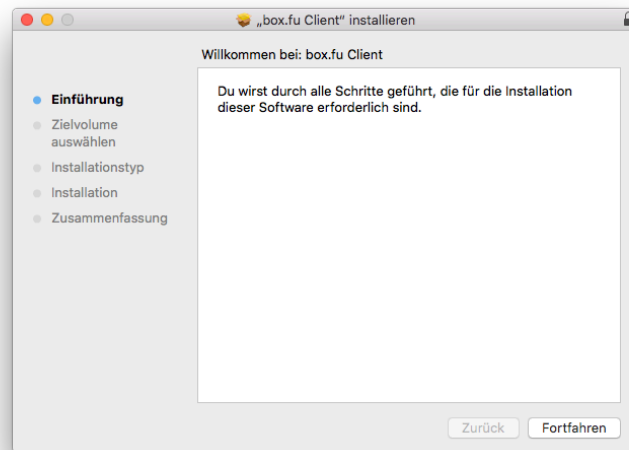 „box.fu Client“ installieren
Willkommen bei: box.fu Client
Einführung
Zielvolume
auswählen
Installationstyp
Installation
Zusammenfassung
Du wirst durch alle Schritte geführt, die für die Installation
dieser Software erforderlich sind.
Zurück
Fortfahren